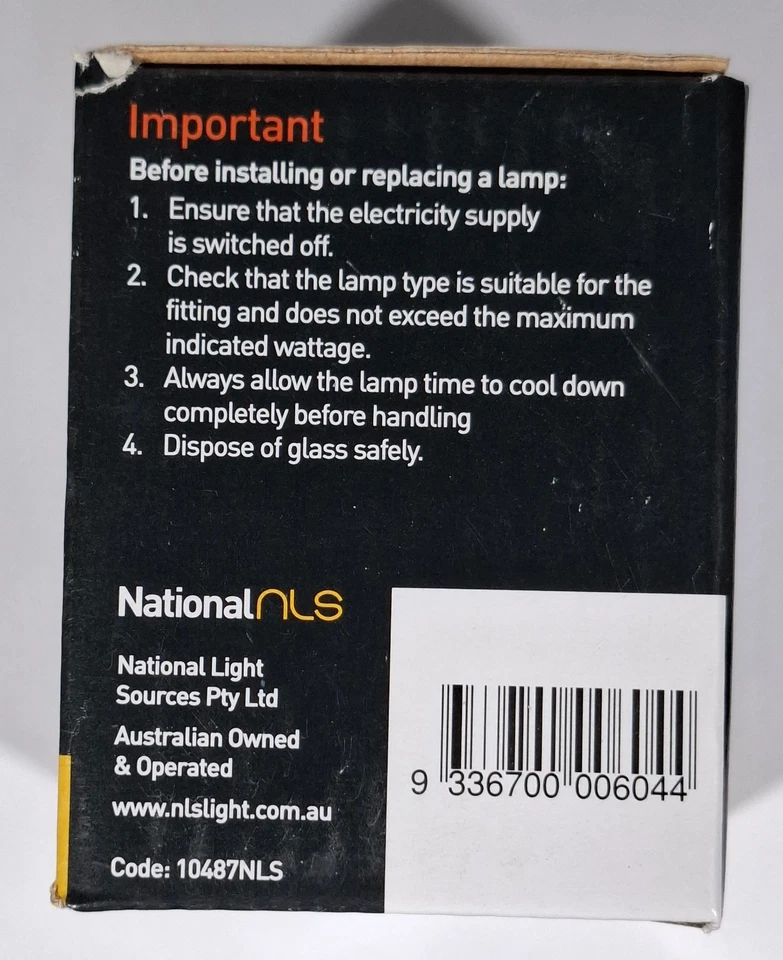 Important
Before installing or replacing a lamp:
1. Ensure that the electricity supply
is switched off.
2. Check that the lamp type is suitable for the
fitting and does not exceed the maximum
indicated wattage.
3. Always allow the lamp time to cool down
completely before handling
4. Dispose of glass safely.
National NLS
National Light
Sources Pty Ltd
Australian Owned
& Operated
www.nlslight.com.au
Code: 10487NLS
9 336700 006044